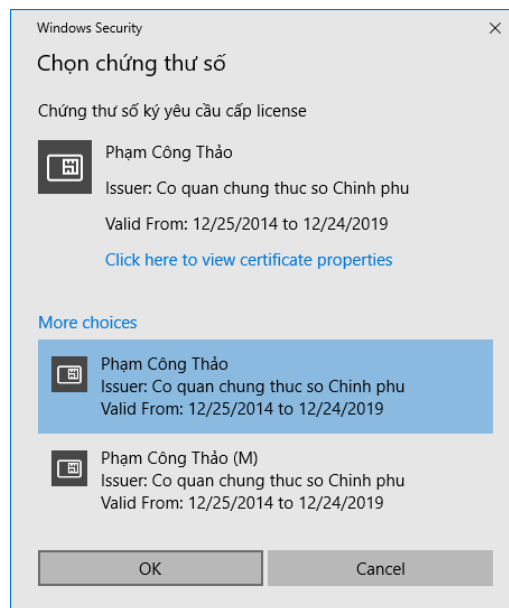 Windows Security
Chọn chứng thư số
Chứng thư số ký yêu cầu cấp license
Phạm Công Thảo
Issuer: Co quan chung thuc so Chinh phu
Valid From: 12/25/2014 to 12/24/2019
Click here to view certificate properties
More choices
Phạm Công Thảo
Issuer: Co quan chung thuc so Chinh phu
Valid From: 12/25/2014 to 12/24/2019
Phạm Công Thảo (M)
Issuer: Co quan chung thuc so Chinh phu
Valid From: 12/25/2014 to 12/24/2019
OK
Cancel